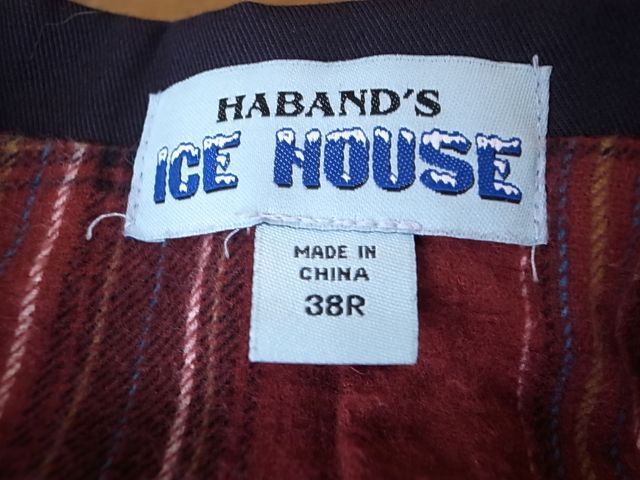 HABAND'S
ICE HOUSE
MADE IN
CHINA
38R